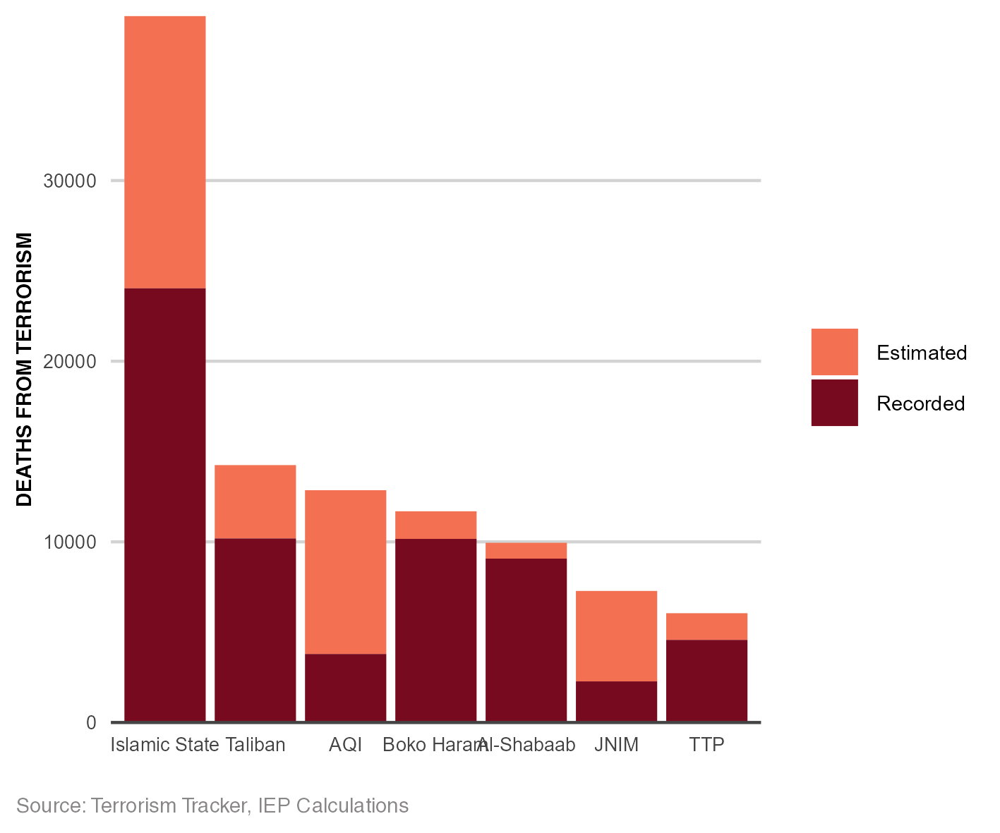 30000
20000
10000
0
DEATHS FROM TERRORISM
Islamic State Taliban AQI Boko Haram Al-Shabaab JNIM TTP
Estimated
Recorded
Source: Terrorism Tracker, IEP Calculations